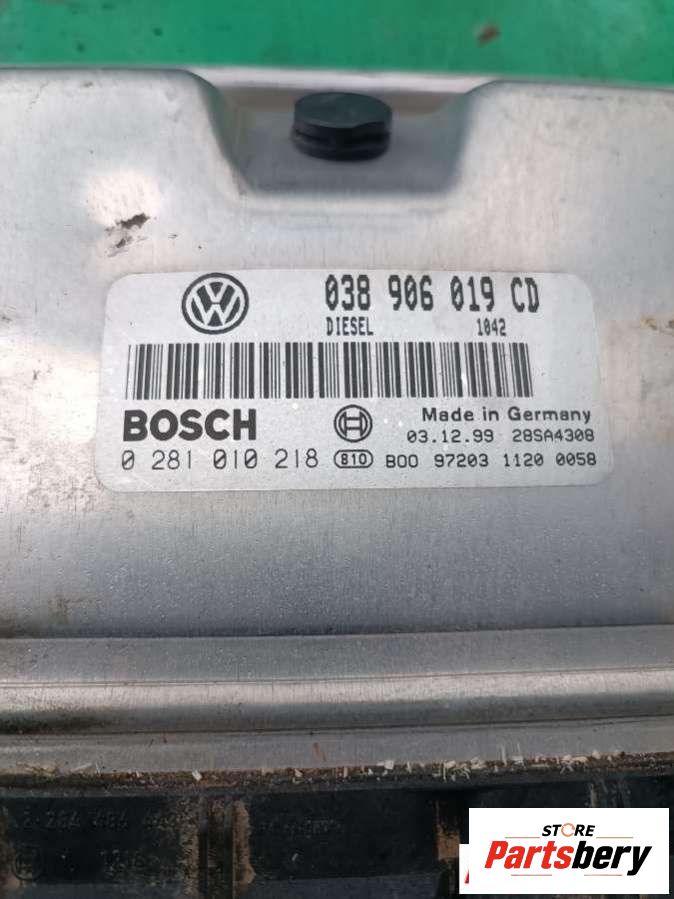 038 906 019 CD
DIESEL 1042
BOSCH Made in Germany
03.12.99 28SA4308
0 281 010 218 810 B00 97203 1120 0058
STORE
Partsbery